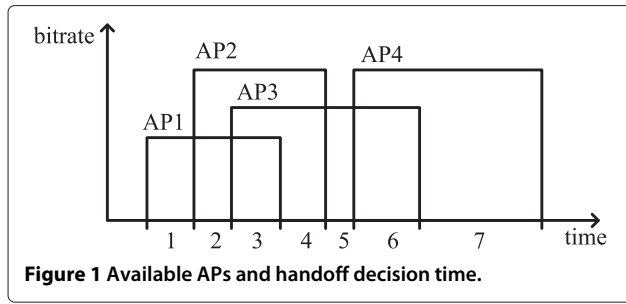 bitrate
AP2
AP4
AP3
AP1
1 2 3 4 5 6 7
time
Figure 1 Available APs and handoff decision time.